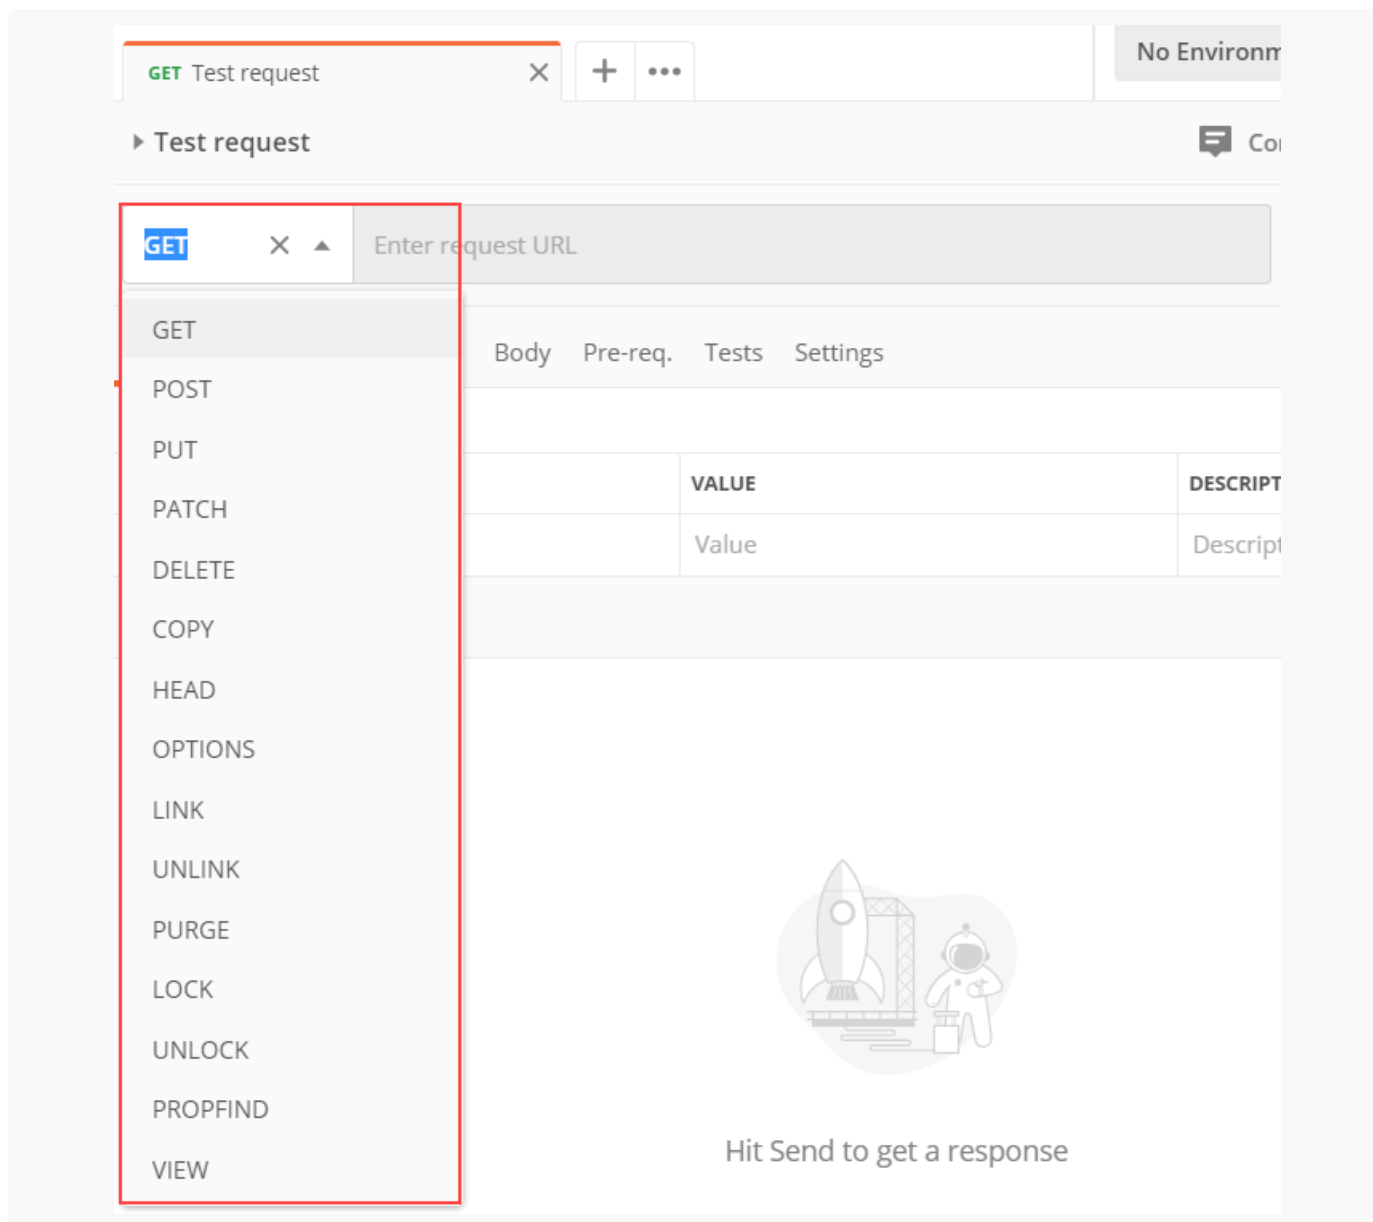 GET Test request
No Environm
Test request
GET
Enter request URL
GET
POST
PUT
PATCH
DELETE
COPY
HEAD
OPTIONS
LINK
UNLINK
PURGE
LOCK
UNLOCK
PROPFIND
VIEW
Body Pre-req. Tests Settings
VALUE DESCRIPT
Value Descript
Hit Send to get a response